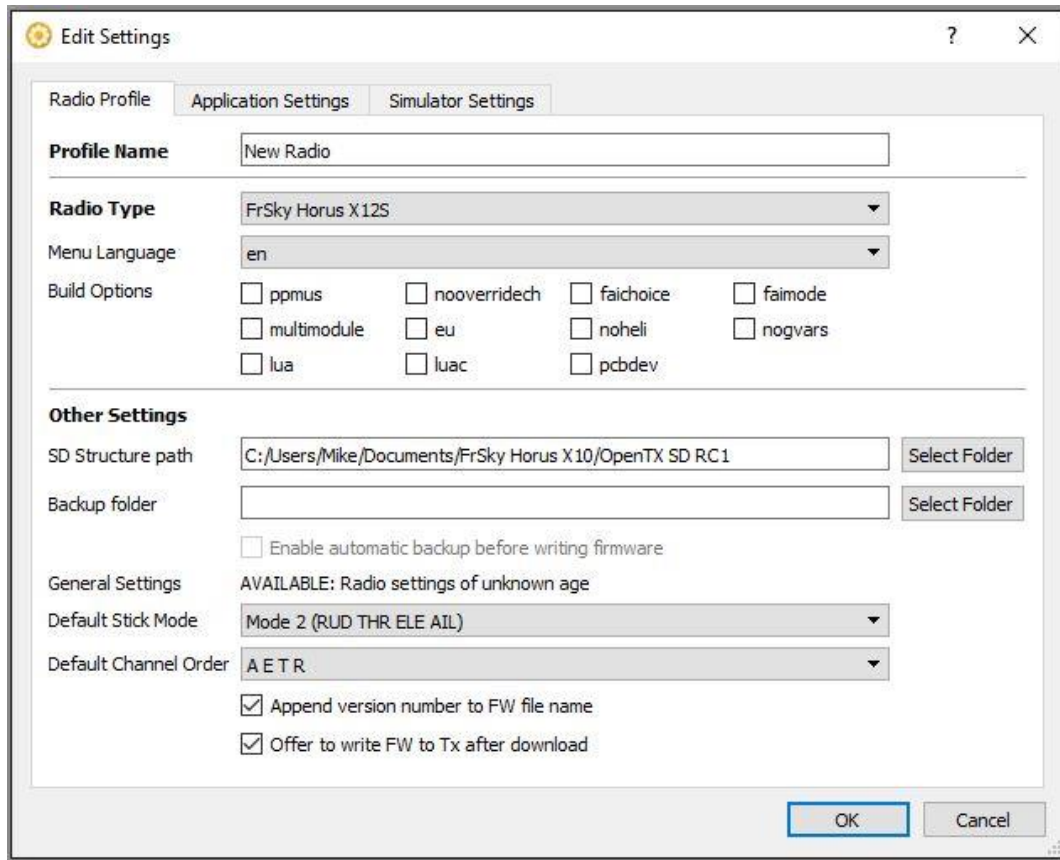 Edit Settings ? ×
Radio Profile Application Settings Simulator Settings
Profile Name New Radio
Radio Type FrSky Horus X12S
Menu Language en
Build Options ppmus nooverridech faichoice faimode
multimodule eu noheli nogvars
lua luac pcbdev
Other Settings
SD Structure path C:/Users/Mike/Documents/FrSky Horus X10/OpenTX SD RC1 Select Folder
Backup folder Select Folder
Enable automatic backup before writing firmware
General Settings AVAILABLE: Radio settings of unknown age
Default Stick Mode Mode 2 (RUD THR ELE AIL)
Default Channel Order A E T R
Append version number to FW file name
Offer to write FW to Tx after download
OK Cancel